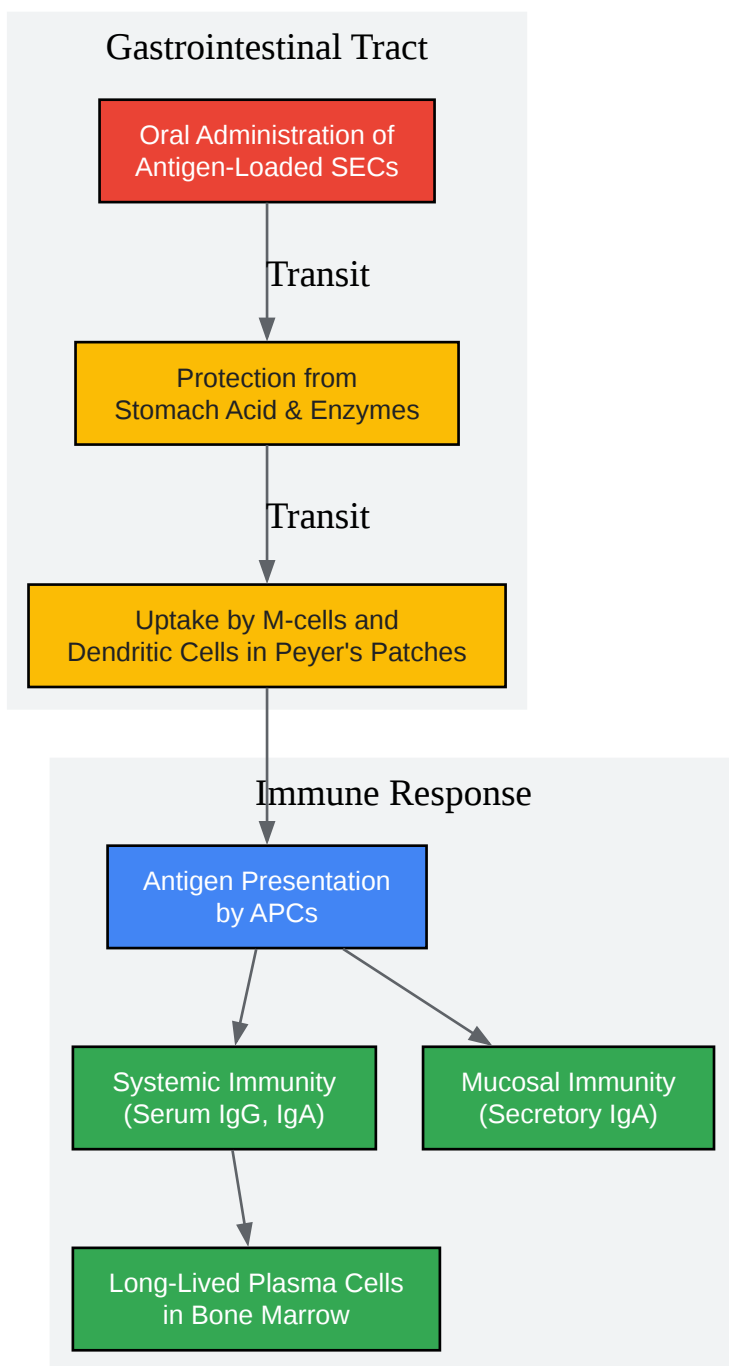 Gastrointestinal Tract
Oral Administration of
Antigen-Loaded SECs
Transit
Protection from
Stomach Acid & Enzymes
Transit
Uptake by M-cells and
Dendritic Cells in Peyer's Patches
Immune Response
Antigen Presentation
by APCs
Systemic Immunity
(Serum IgG, IgA)
Mucosal Immunity
(Secretory IgA)
Long-Lived Plasma Cells
in Bone Marrow